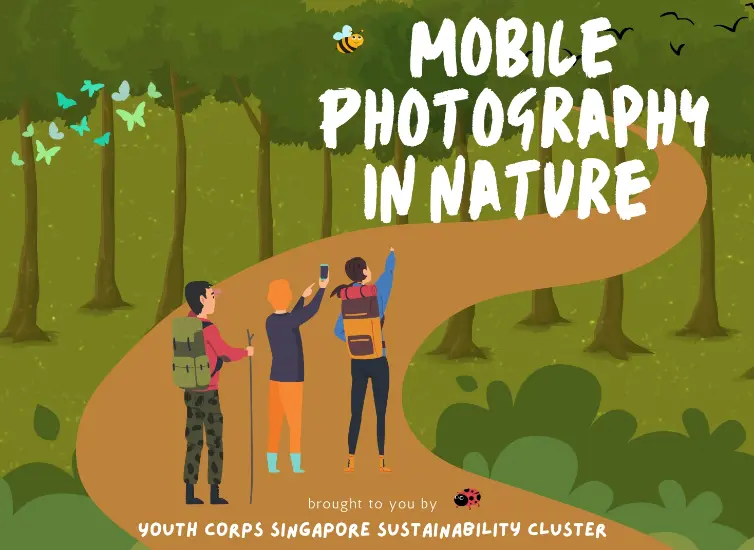 MOBILE
PHOTOGRAPHY
IN NATURE
brought to you by
YOUTH CORPS SINGAPORE SUSTAINABILITY CLUSTER